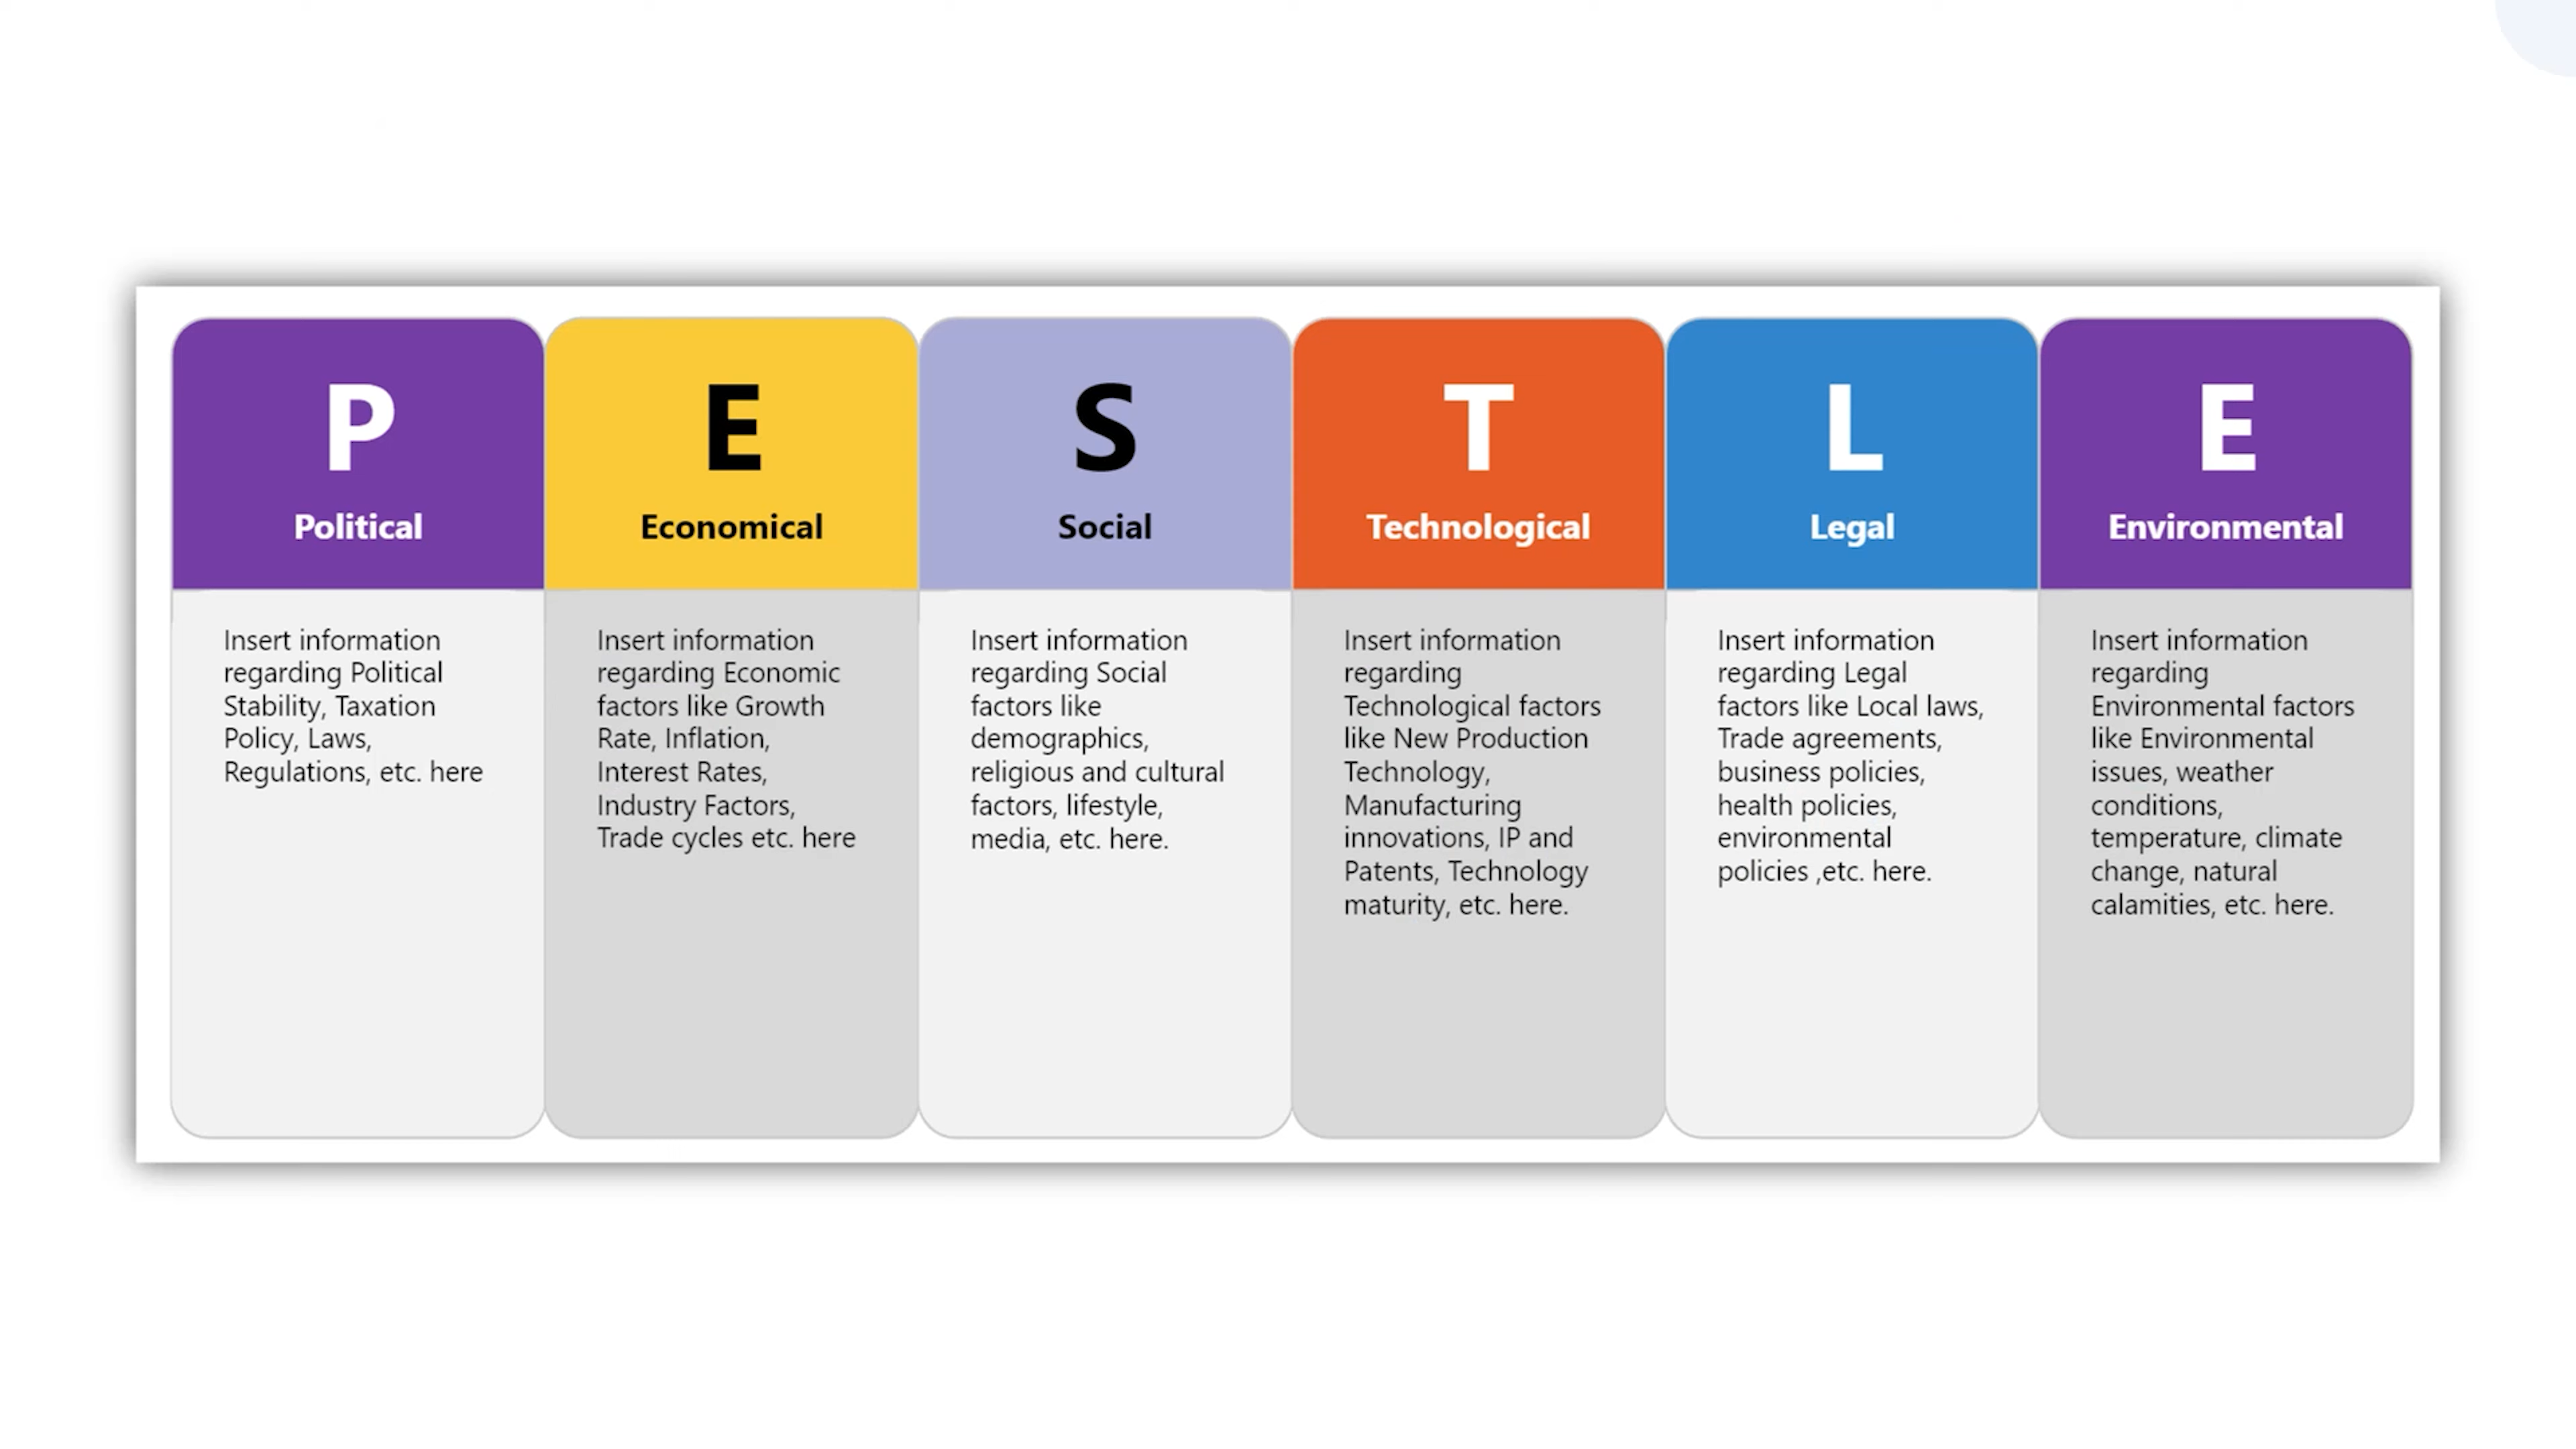 P
Political
Insert information
regarding Political
Stability, Taxation
Policy, Laws,
Regulations, etc. here
E
Economical
Insert information
regarding Economic
factors like Growth
Rate, Inflation,
Interest Rates,
Industry Factors,
Trade cycles etc. here
S
Social
Insert information
regarding Social
factors like
demographics,
religious and cultural
factors, lifestyle,
media, etc. here.
T
Technological
Insert information
regarding
Technological factors
like New Production
Technology,
Manufacturing
innovations, IP and
Patents, Technology
maturity, etc. here.
L
Legal
Insert information
regarding Legal
factors like Local laws,
Trade agreements,
business policies,
health policies,
environmental
policies ,etc. here.
E
Environmental
Insert information
regarding
Environmental factors
like Environmental
issues, weather
conditions,
temperature, climate
change, natural
calamities, etc. here.